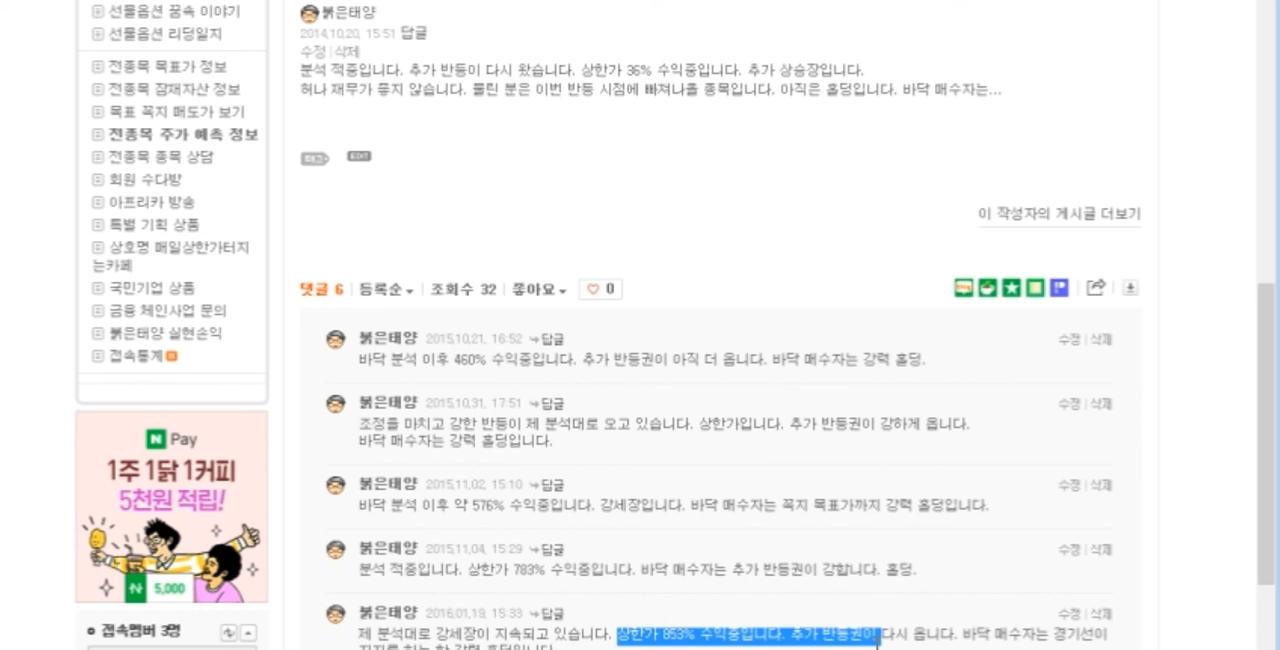 선물옵션 꿈속 이야기
선물옵션 리딩일지
전종목 목표가 정보
전종목 잠재자산 정보
목표 꼭지 매도가 보기
전종목 주가 예측 정보
전종목 종목 상담
회원 수다방
아프리카 방송
특별 기획 상품
상호명 매일상한가터지
는카페
국민기업 상품
금융 체인사업 문의
붉은태양 실현손익
접속통계
N Pay
1주 1닭 1커피
5천원 적립!
N 5,000
접속멤버 3명
붉은태양
2014.10.20. 15:51 답글
수정 | 삭제
분석 적중입니다. 추가 반등이 다시 왔습니다. 상한가 36% 수익중입니다. 추가 상승장입니다.
허나 재무가 좋지 않습니다. 물린 분은 이번 반등 시점에 빠져나올 종목입니다. 아직은 홀딩입니다. 바닥 매수자는...
태그 EDIT
이 작성자의 게시글 더보기
댓글 6 | 등록순 | 조회수 32 | 좋아요 ♡ 0
붉은태양 2015.10.21. 16:52 답글 수정 | 삭제
바닥 분석 이후 460% 수익중입니다. 추가 반등권이 아직 더 옵니다. 바닥 매수자는 강력 홀딩.
붉은태양 2015.10.31. 17:51 답글 수정 | 삭제
조정을 마치고 강한 반등이 제 분석대로 오고 있습니다. 상한가입니다. 추가 반등권이 강하게 옵니다.
바닥 매수자는 강력 홀딩입니다.
붉은태양 2015.11.02. 15:10 답글 수정 | 삭제
바닥 분석 이후 약 576% 수익중입니다. 강세장입니다. 바닥 매수자는 꼭지 목표가까지 강력 홀딩입니다.
붉은태양 2015.11.04. 15:29 답글 수정 | 삭제
분석 적중입니다. 상한가 783% 수익중입니다. 바닥 매수자는 추가 반등권이 강합니다. 홀딩.
붉은태양 2016.01.19. 15:33 답글 수정 | 삭제
제 분석대로 강세장이 지속되고 있습니다. 상한가 853% 수익중입니다. 추가 반등권이 다시 옵니다. 바닥 매수자는 경기선이